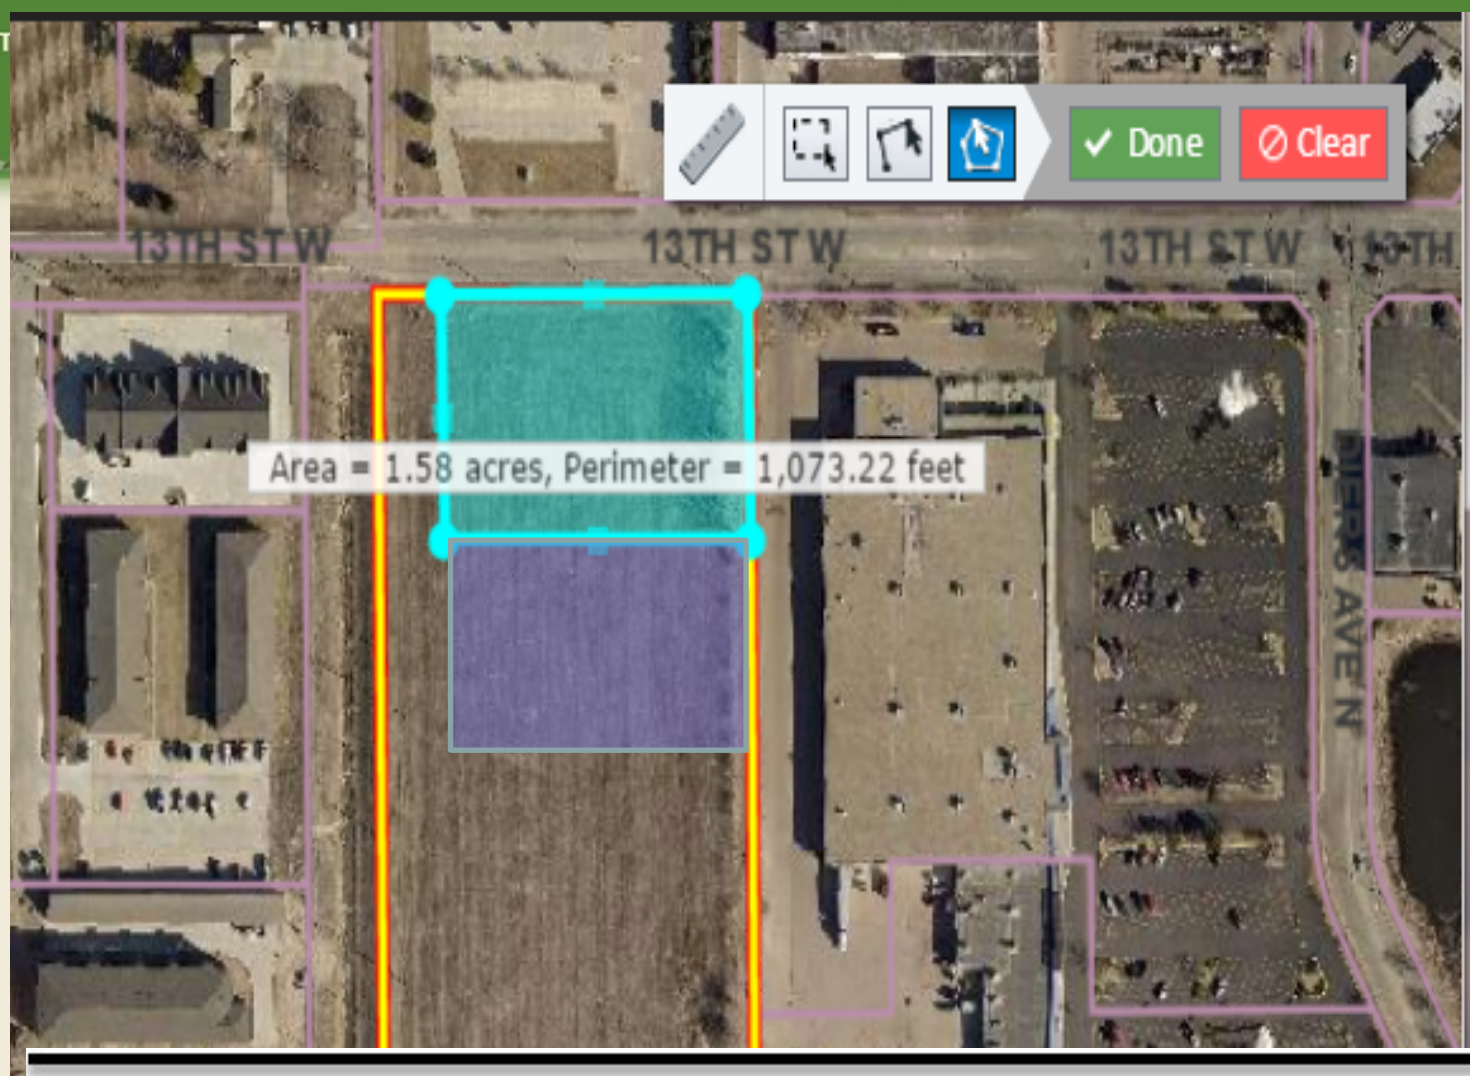 T
Done
Clear
13TH ST W
13TH ST W
13TH ST W
13TH
Area = 1.58 acres, Perimeter = 1,073.22 feet
DIERS AVE N